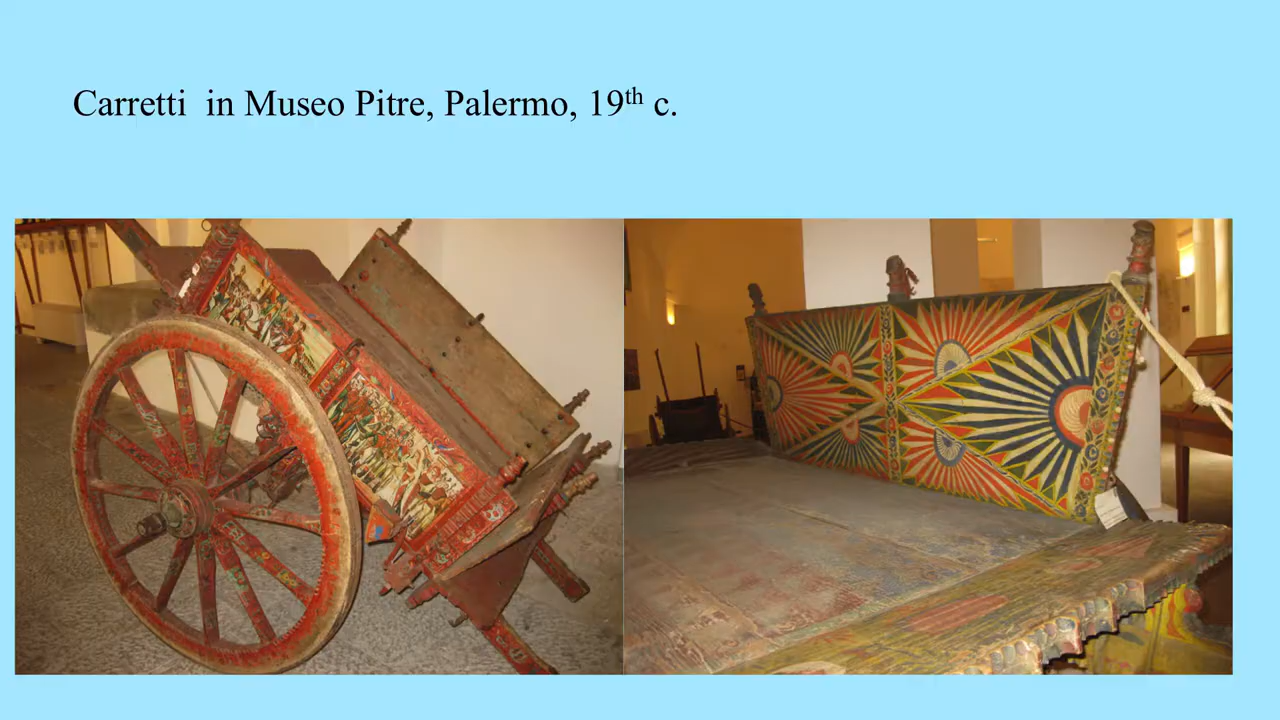 Carretti  in Museo Pitre, Palermo, 19th c.